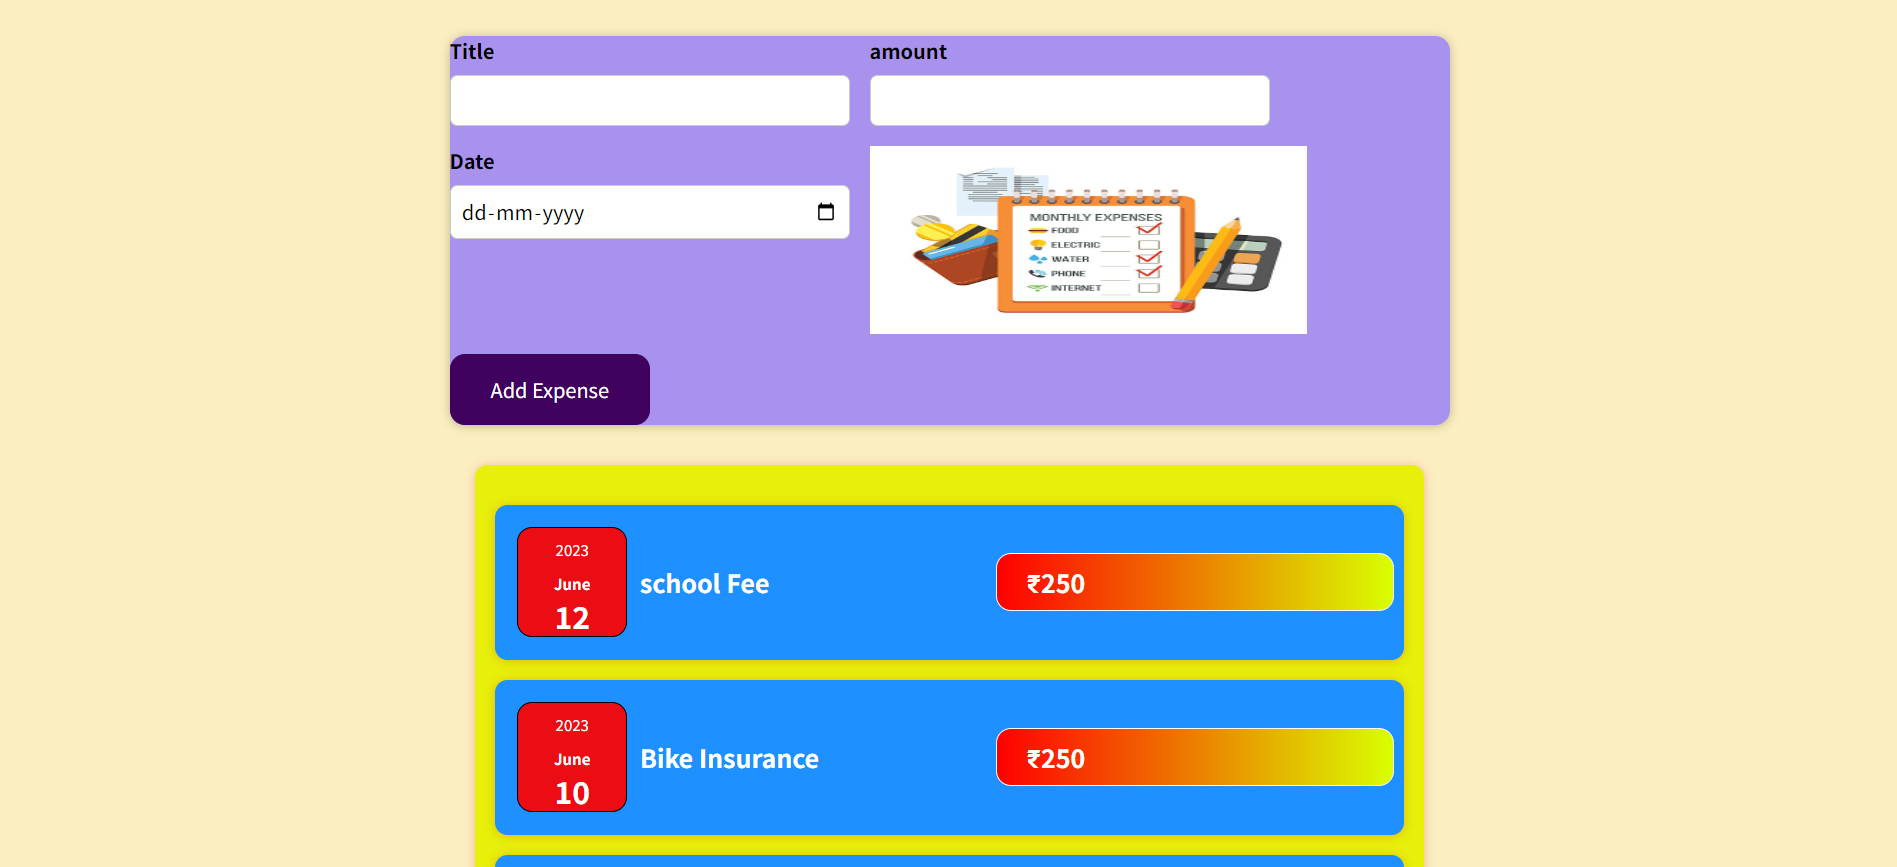 Title
amount
Date
dd-mm-yyyy
MONTHLY EXPENSES
FOOD
ELECTRIC
WATER
PHONE
INTERNET
Add Expense
2023
June
12
school Fee
₹250
2023
June
10
Bike Insurance
₹250